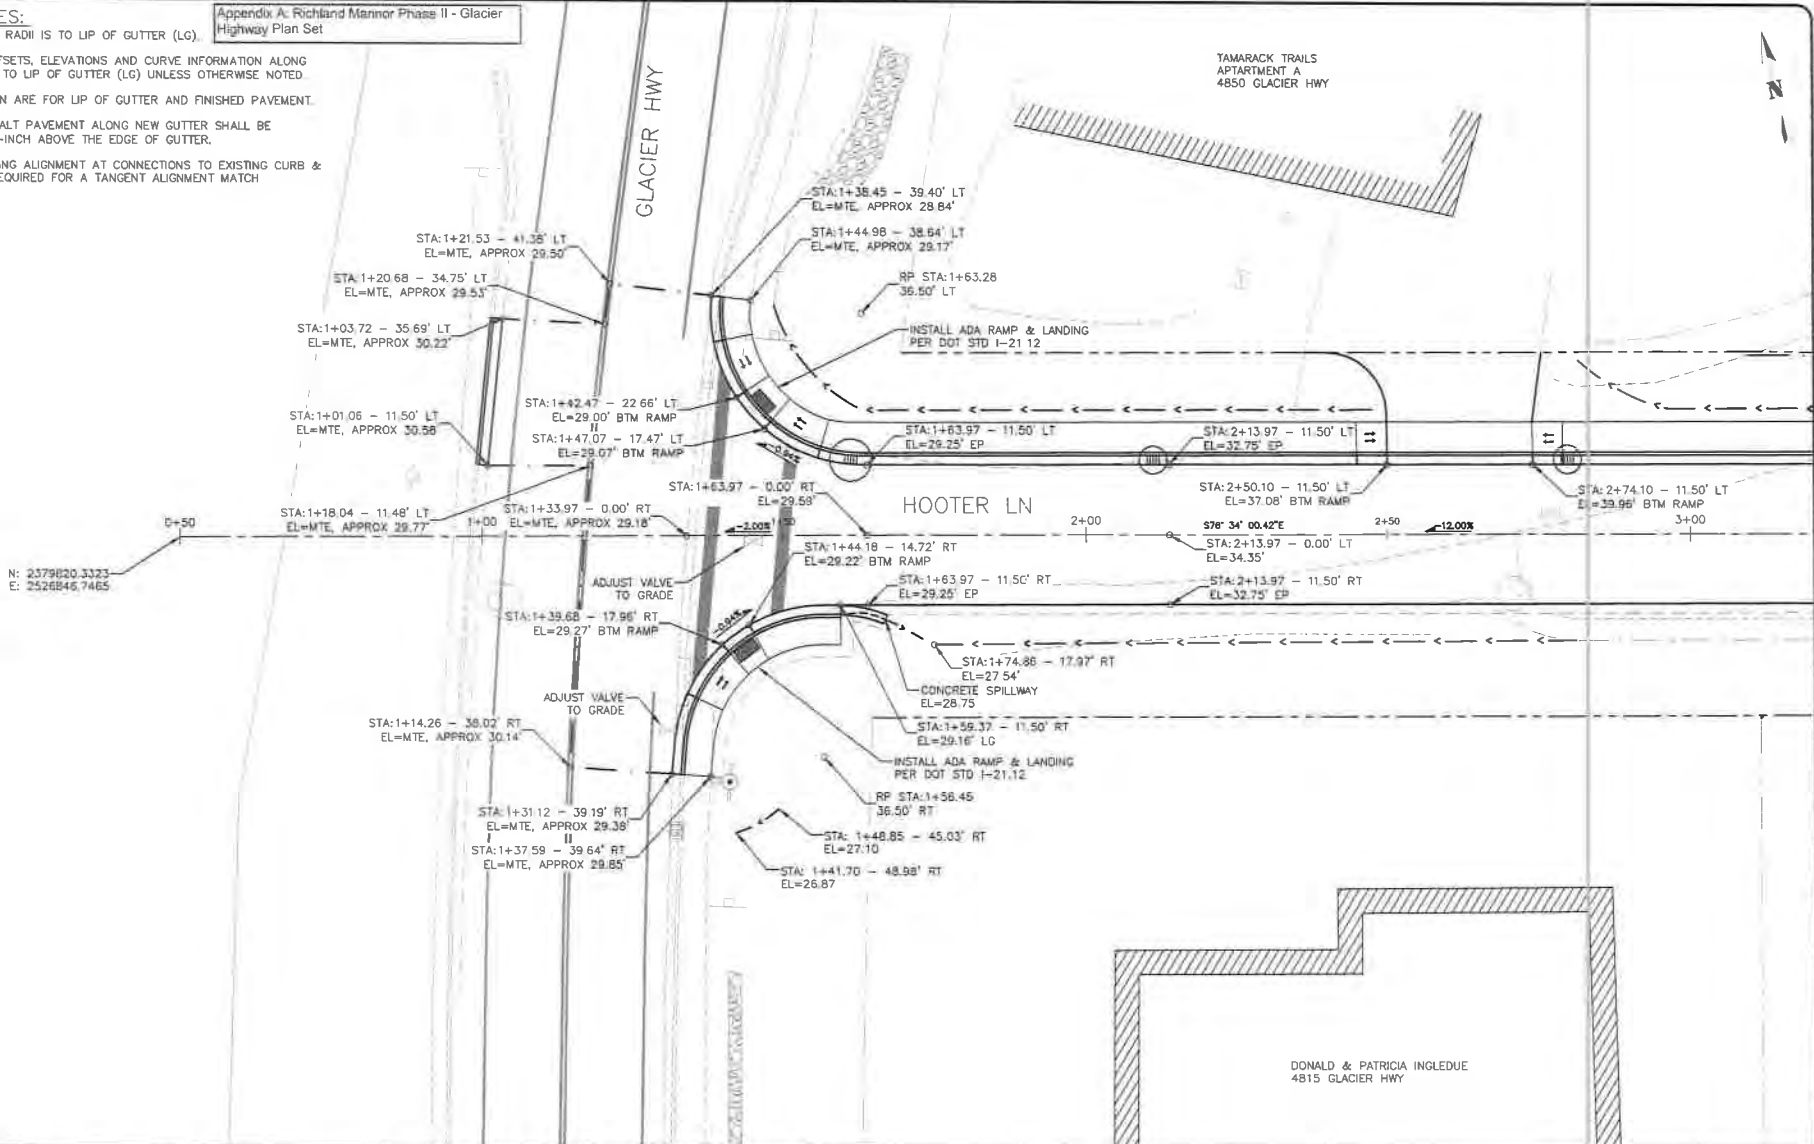 ES:
RADII IS TO LIP OF GUTTER (LG).
FSETS, ELEVATIONS AND CURVE INFORMATION ALONG
TO LIP OF GUTTER (LG) UNLESS OTHERWISE NOTED.
N ARE FOR LIP OF GUTTER AND FINISHED PAVEMENT.
ALT PAVEMENT ALONG NEW GUTTER SHALL BE
-INCH ABOVE THE EDGE OF GUTTER.
NG ALIGNMENT AT CONNECTIONS TO EXISTING CURB &
EQUIRED FOR A TANGENT ALIGNMENT MATCH
Appendix A: Richland Mannor Phase II - Glacier
Highway Plan Set
GLACIER HWY
TAMARACK TRAILS
APTARTMENT A
4850 GLACIER HWY
N
STA:1+38.45 - 39.40' LT
EL=MTE, APPROX 28.84'
STA:1+44.98 - 38.64' LT
EL=MTE, APPROX 29.17'
RP STA:1+63.28
36.50' LT
INSTALL ADA RAMP & LANDING
PER DOT STD I-21.12
STA:1+21.53 - 41.36' LT
EL=MTE, APPROX 29.50'
STA:1+20.68 - 34.75' LT
EL=MTE, APPROX 29.53'
STA:1+03.72 - 35.69' LT
EL=MTE, APPROX 30.22'
STA:1+01.06 - 11.50' LT
EL=MTE, APPROX 30.58'
STA:1+42.47 - 22.66' LT
EL=29.00' BTM RAMP
STA:1+47.07 - 17.47' LT
EL=29.07' BTM RAMP
-0.94%
STA:1+63.97 - 11.50' LT
EL=29.25' EP
STA:2+13.97 - 11.50' LT
EL=32.75' EP
STA:1+63.97 - 0.00' RT
EL=29.59'
HOOTER LN
STA:2+50.10 - 11.50' LT
EL=37.08' BTM RAMP
STA:2+74.10 - 11.50' LT
EL=39.96' BTM RAMP
STA:1+18.04 - 11.48' LT
EL=MTE, APPROX 29.77'
STA:1+33.97 - 0.00' RT
EL=MTE, APPROX 29.18'
0+50
1+00
-2.00%
1+50
2+00
S76° 34' 00.42"E
2+50
-12.00%
3+00
STA:2+13.97 - 0.00' LT
EL=34.35'
N: 2379820.3323
E: 2526846.7465
STA:1+44.18 - 14.72' RT
EL=29.22' BTM RAMP
ADJUST VALVE
TO GRADE
STA:1+63.97 - 11.50' RT
EL=29.25' EP
STA:2+13.97 - 11.50' RT
EL=32.75' EP
STA:1+39.68 - 17.96' RT
EL=29.27' BTM RAMP
-0.94%
STA:1+74.86 - 17.97' RT
EL=27.54'
CONCRETE SPILLWAY
EL=28.75
ADJUST VALVE
TO GRADE
STA:1+14.26 - 38.02' RT
EL=MTE, APPROX 30.14'
STA:1+59.37 - 11.50' RT
EL=29.16' LG
INSTALL ADA RAMP & LANDING
PER DOT STD I-21.12
RP STA:1+56.45
36.50' RT
STA:1+31.12 - 39.19' RT
EL=MTE, APPROX 29.38'
STA:1+37.59 - 39.64' RT
EL=MTE, APPROX 29.85'
STA: 1+48.85 - 45.03' RT
EL=27.10
STA: 1+41.70 - 48.98' RT
EL=26.87
DONALD & PATRICIA INGLEDUE
4815 GLACIER HWY